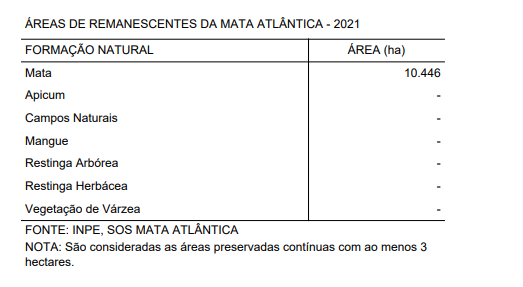 ÁREAS DE REMANESCENTES DA MATA ATLÂNTICA - 2021
FORMAÇÃO NATURAL ÁREA (ha)
Mata 10.446
Apicum -
Campos Naturais -
Mangue -
Restinga Arbórea -
Restinga Herbácea -
Vegetação de Várzea -
FONTE: INPE, SOS MATA ATLÂNTICA
NOTA: São consideradas as áreas preservadas contínuas com ao menos 3
hectares.